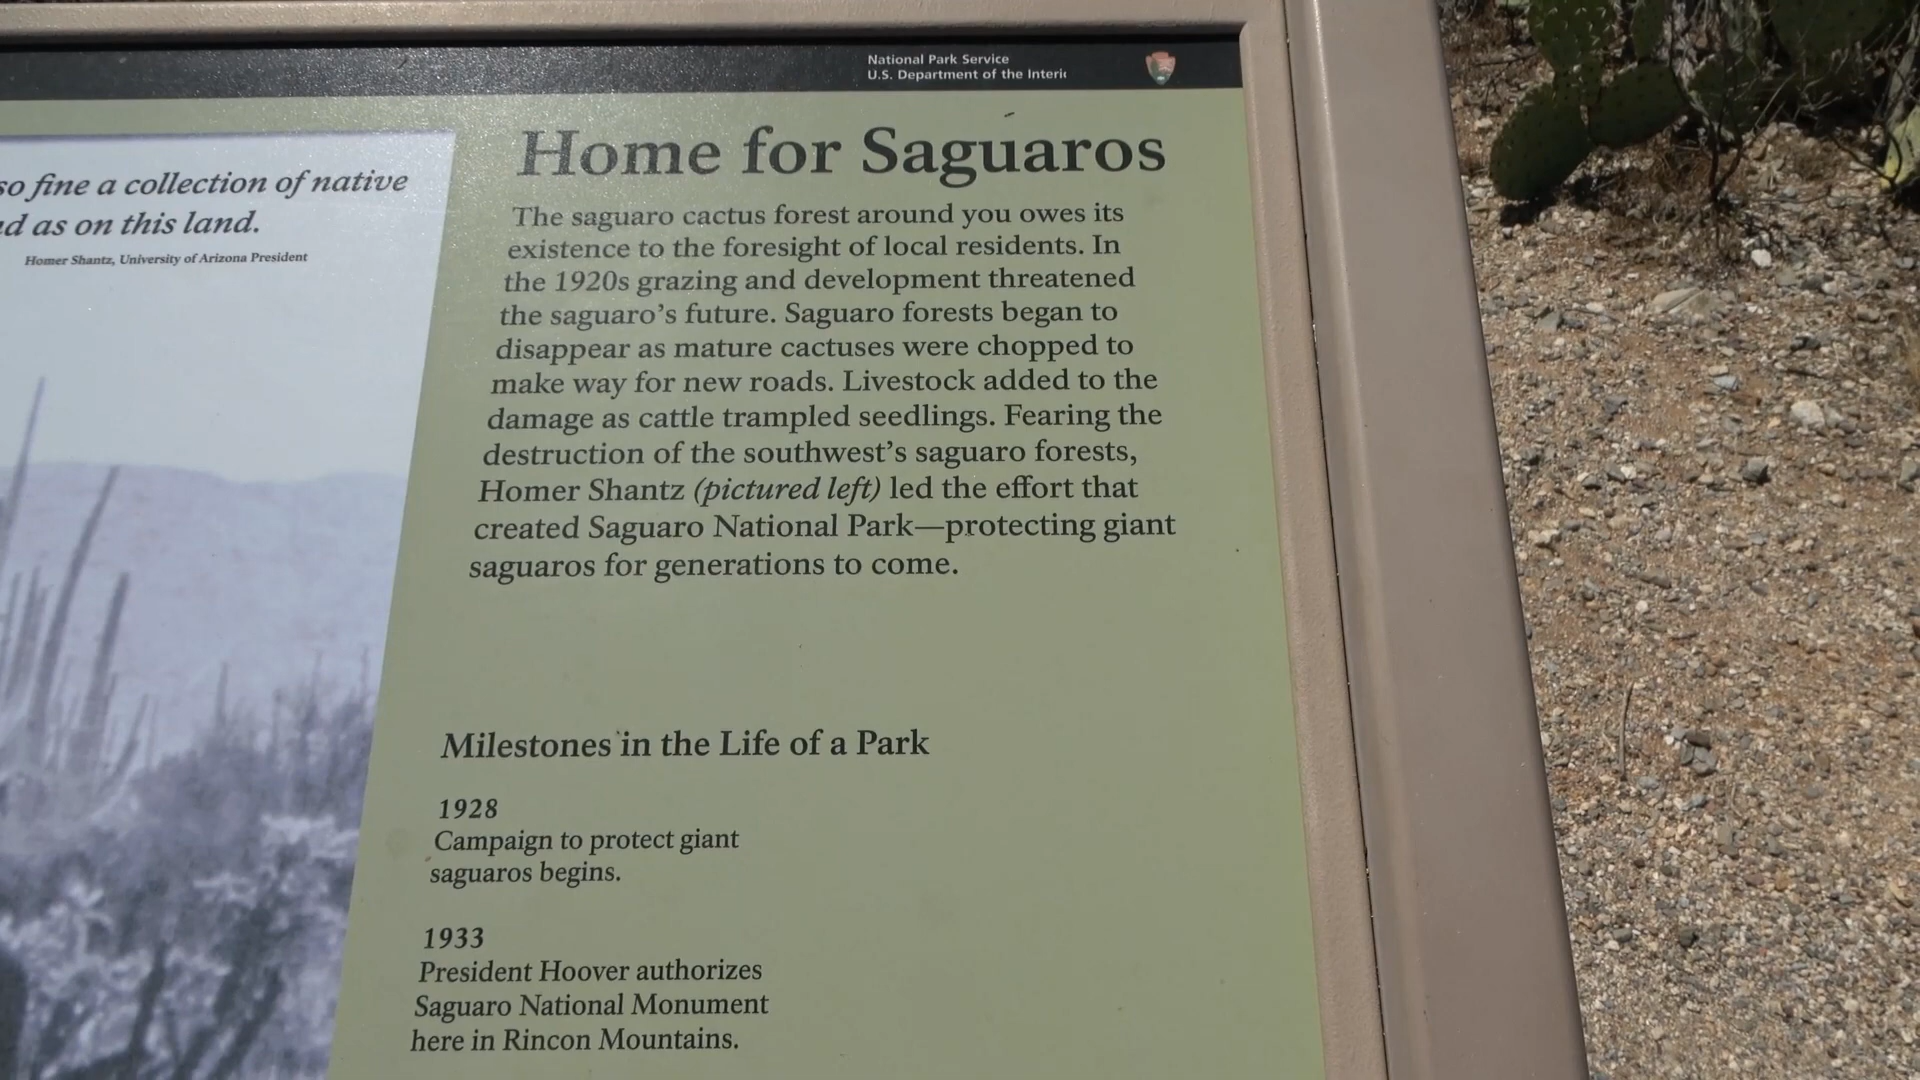 National Park Service
U.S. Department of the Interi
so fine a collection of native
as on this land.
Homer Shantz, University of Arizona President
Home for Saguaros
The saguaro cactus forest around you owes its
existence to the foresight of local residents. In
the 1920s grazing and development threatened
the saguaro's future. Saguaro forests began to
disappear as mature cactuses were chopped to
make way for new roads. Livestock added to the
damage as cattle trampled seedlings. Fearing the
destruction of the southwest's saguaro forests,
Homer Shantz (pictured left) led the effort that
created Saguaro National Park—protecting giant
saguaros for generations to come.
Milestones in the Life of a Park
1928
Campaign to protect giant
saguaros begins.
1933
President Hoover authorizes
Saguaro National Monument
here in Rincon Mountains.